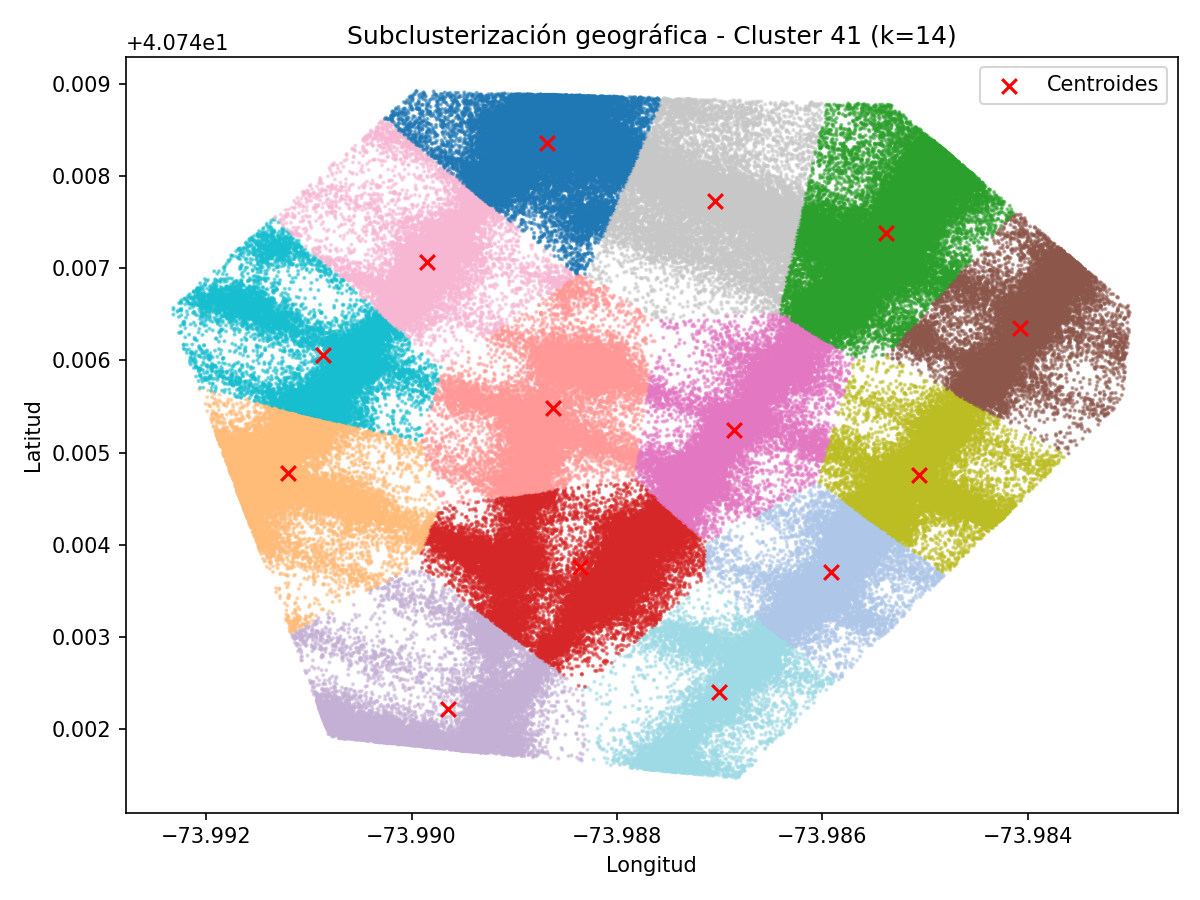 Subclusterización geográfica - Cluster 41 (k=14)
+4.074e1
Centroides
0.009
0.008
0.007
0.006
0.005
0.004
0.003
0.002
Latitud
−73.992 −73.990 −73.988 −73.986 −73.984
Longitud